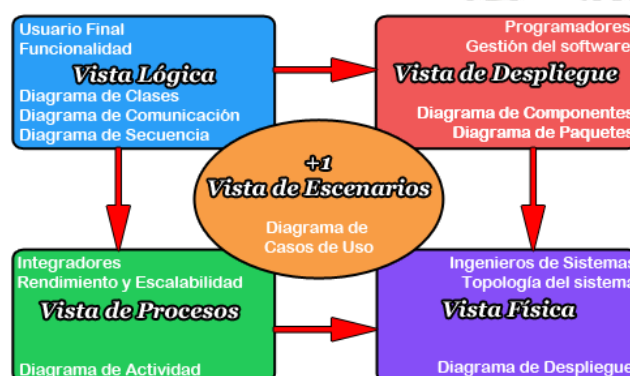 Usuario Final
Funcionalidad
Vista Lógica
Diagrama de Clases
Diagrama de Comunicación
Diagrama de Secuencia
Programadores
Gestión del software
Vista de Despliegue
Diagrama de Componentes
Diagrama de Paquetes
+1
Vista de Escenarios
Diagrama de
Casos de Uso
Integradores
Rendimiento y Escalabilidad
Vista de Procesos
Diagrama de Actividad
Ingenieros de Sistemas
Topología del sistema
Vista Física
Diagrama de Despliegue